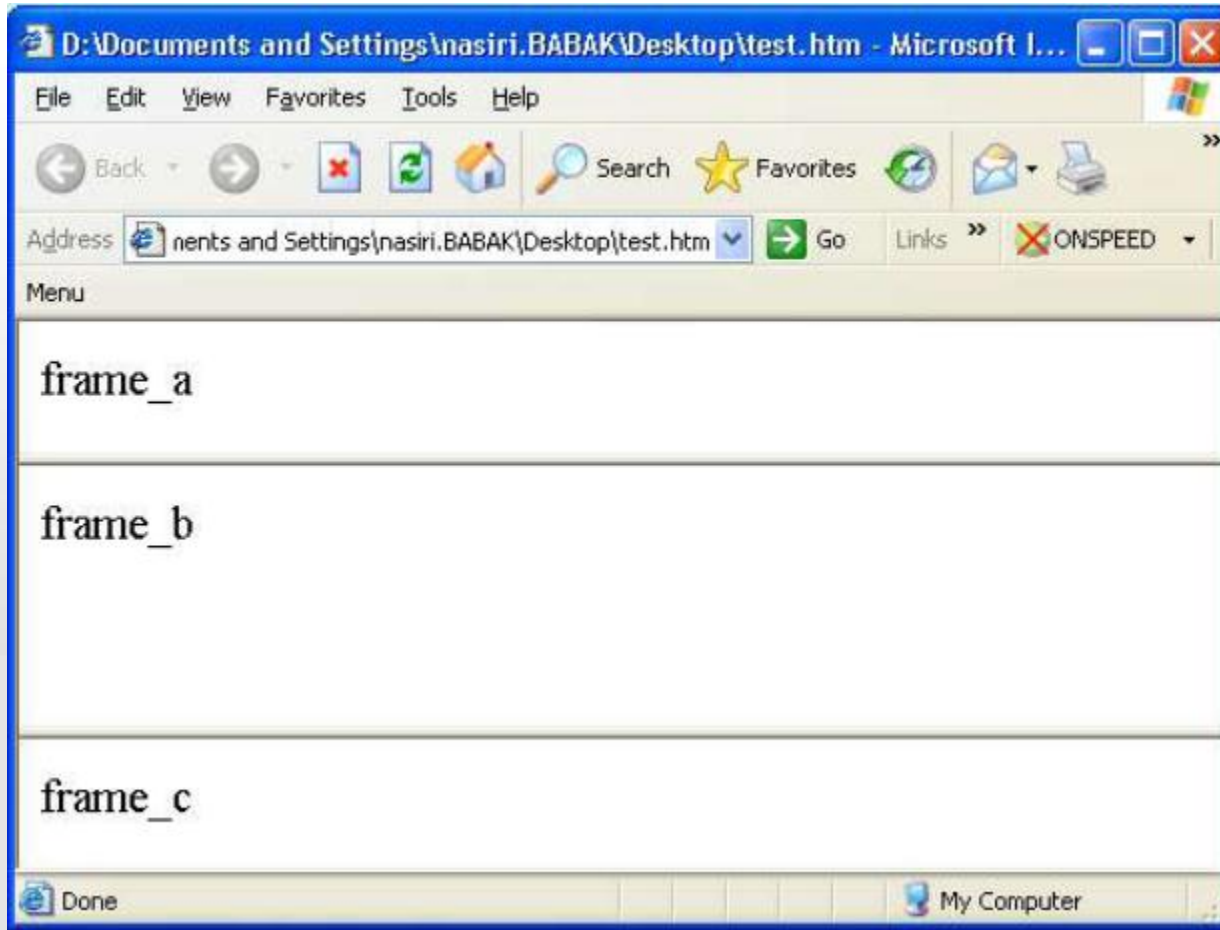 D:\Documents and Settings\nasiri.BABAK\Desktop\test.htm - Microsoft I...
File Edit View Favorites Tools Help
Back Search Favorites
Address nents and Settings\nasiri.BABAK\Desktop\test.htm Go Links » ONSPEED
Menu
frame_a
frame_b
frame_c
Done My Computer